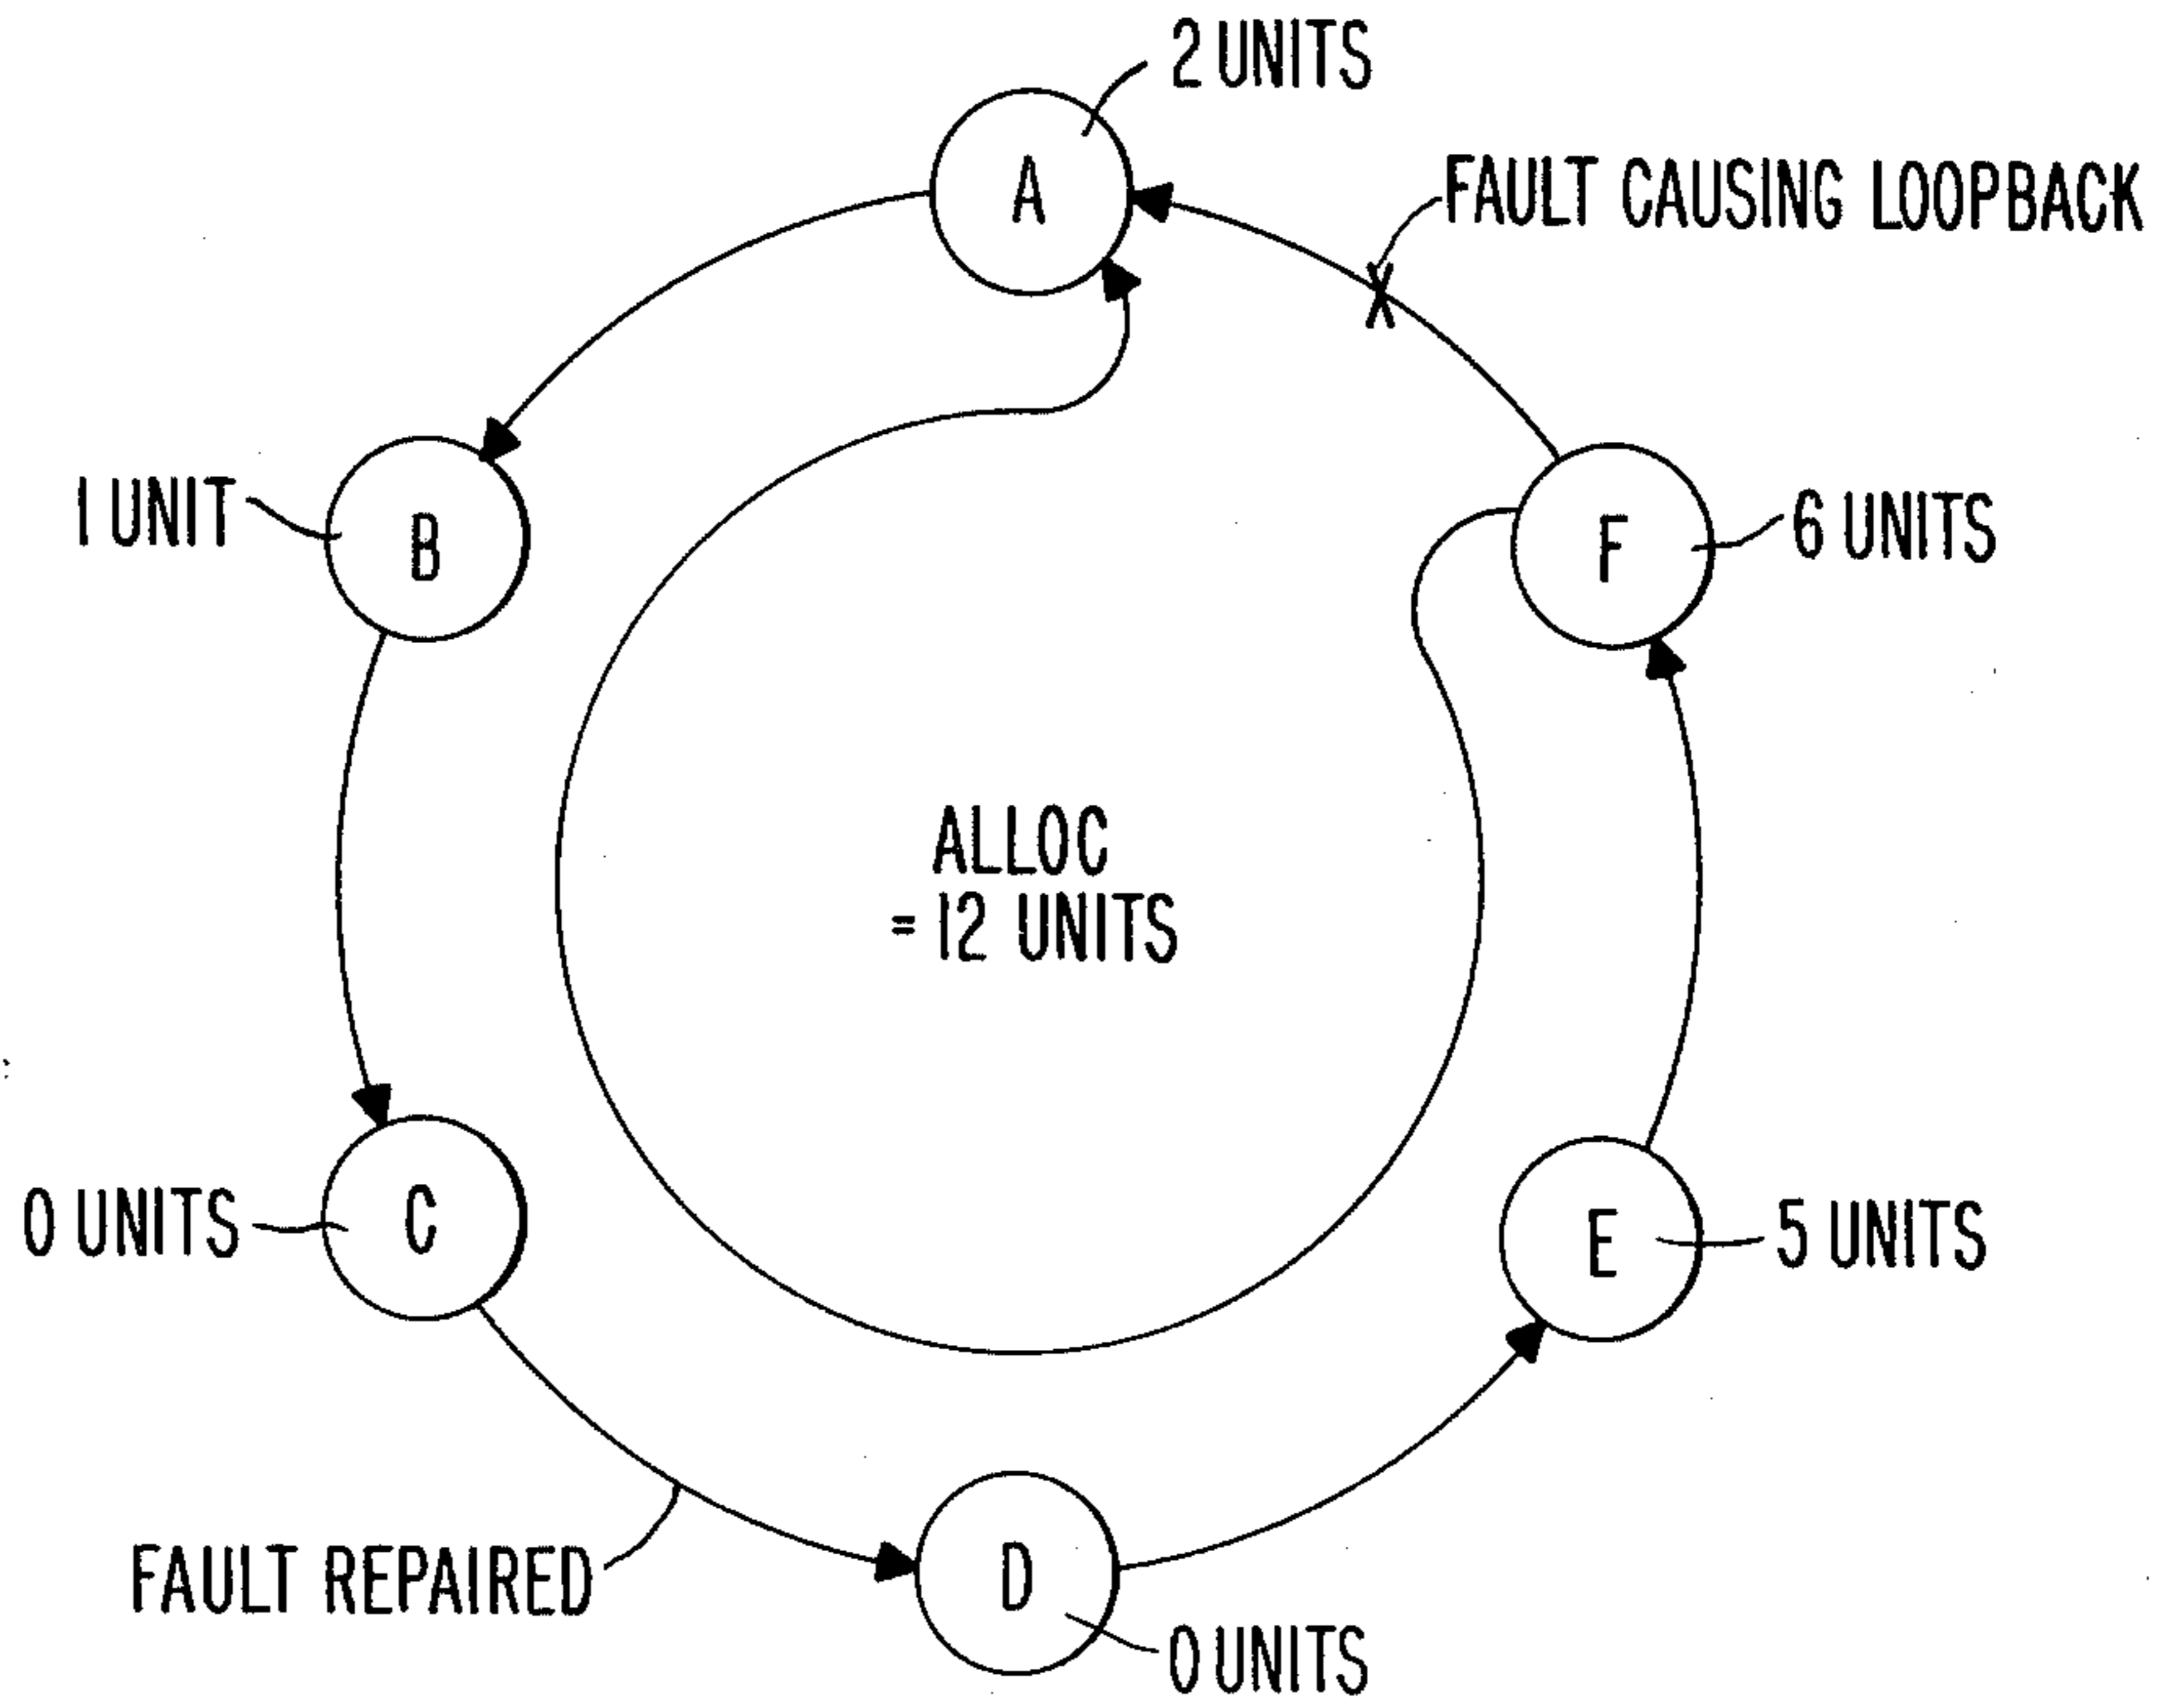 2 UNITS
A
FAULT CAUSING LOOPBACK
X
1 UNIT
B
F
6 UNITS
ALLOC
= 12 UNITS
0 UNITS
C
E
5 UNITS
FAULT REPAIRED
D
0 UNITS